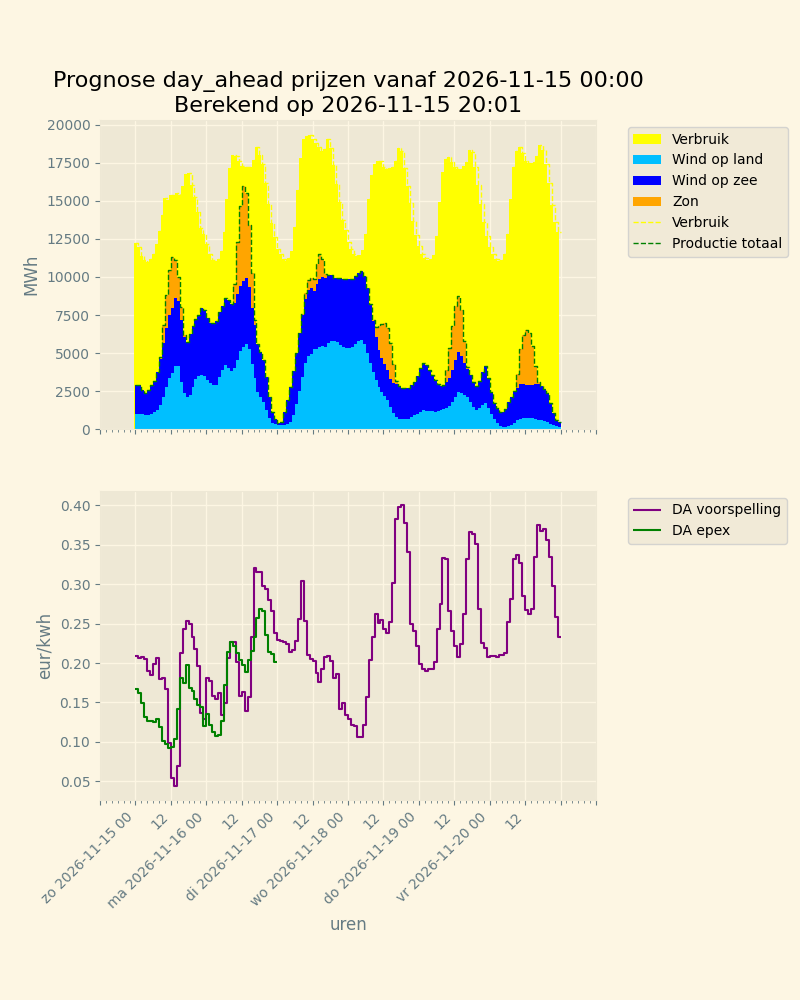 Prognose day_ahead prijzen vanaf 2026-11-15 00:00
Berekend op 2026-11-15 20:01
20000
17500
15000
12500
10000
7500
5000
2500
0
MWh
Verbruik
Wind op land
Wind op zee
Zon
Verbruik
Productie totaal
0.40
0.35
0.30
0.25
0.20
0.15
0.10
0.05
eur/kwh
DA voorspelling
DA epex
zo 2026-11-15 00
12
ma 2026-11-16 00
12
di 2026-11-17 00
12
wo 2026-11-18 00
12
do 2026-11-19 00
12
vr 2026-11-20 00
12
uren